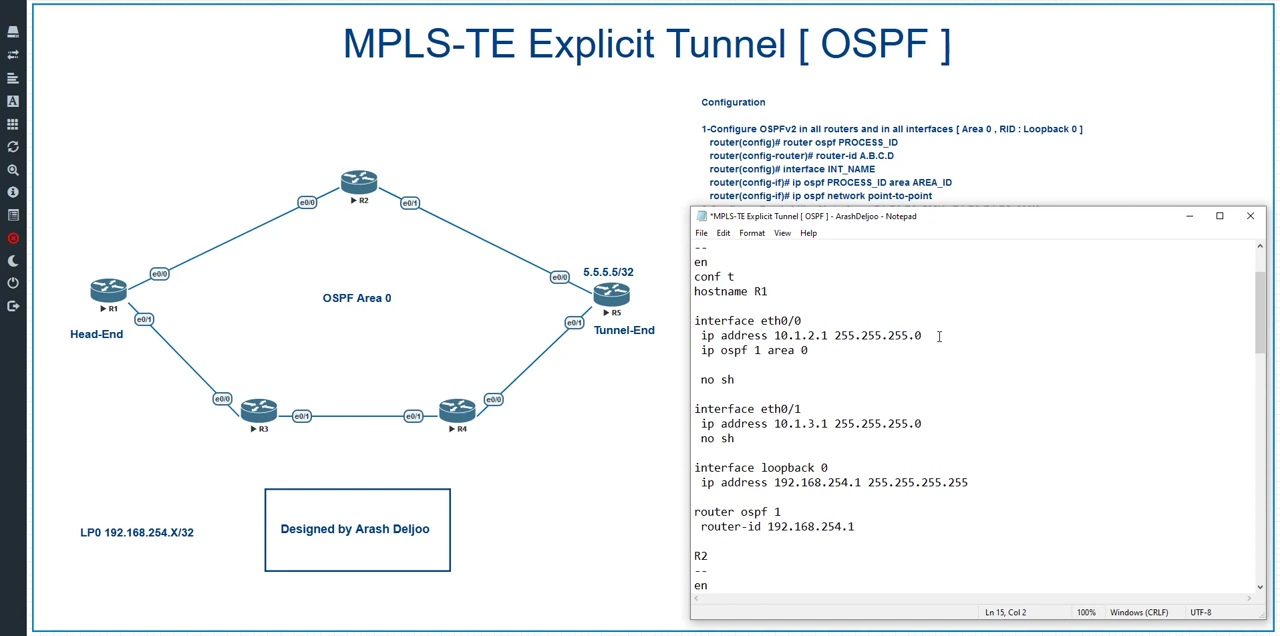 MPLS-TE Explicit Tunnel [ OSPF ]
Configuration
1-Configure OSPFv2 in all routers and in all interfaces [ Area 0 , RID : Loopback 0 ]
router(config)# router ospf PROCESS_ID
router(config-router)# router-id A.B.C.D
router(config)# interface INT_NAME
router(config-if)# ip ospf PROCESS_ID area AREA_ID
router(config-if)# ip ospf network point-to-point
e0/0
R2
e0/1
e0/0
R1
e0/1
Head-End
OSPF Area 0
5.5.5.5/32
e0/0
R5
e0/1
Tunnel-End
e0/0
R3
e0/1
e0/1
R4
e0/0
LP0 192.168.254.X/32
Designed by Arash Deljoo
*MPLS-TE Explicit Tunnel [ OSPF ] - ArashDeljoo - Notepad
File Edit Format View Help
--
en
conf t
hostname R1
interface eth0/0
ip address 10.1.2.1 255.255.255.0
ip ospf 1 area 0
no sh
interface eth0/1
ip address 10.1.3.1 255.255.255.0
no sh
interface loopback 0
ip address 192.168.254.1 255.255.255.255
router ospf 1
router-id 192.168.254.1
R2
--
en
Ln 15, Col 2 100% Windows (CRLF) UTF-8